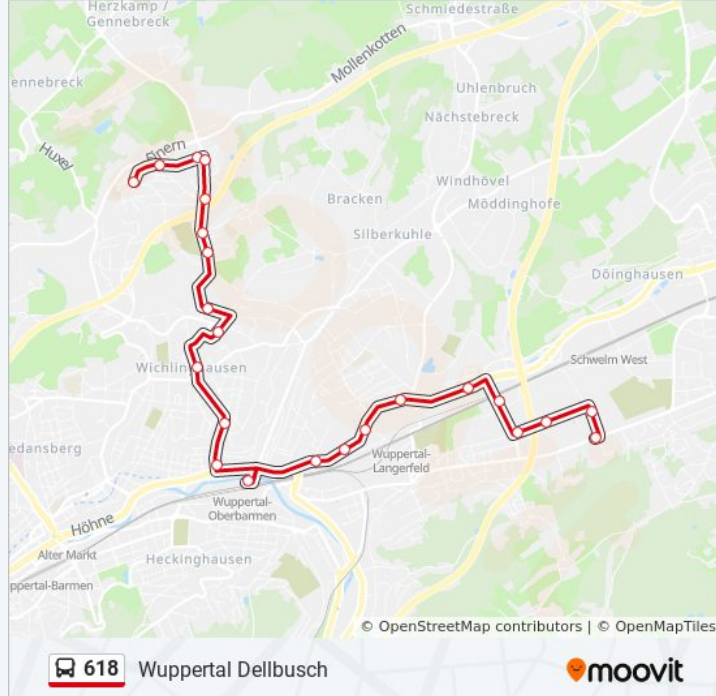 Herzkamp /
Gennebreck
Schmiedestraße
Mollenkotten
ennebreck
Uhlenbruch
Nächstebreck
Huxel
Einern
Windhövel
Bracken
Möddinghofe
Silberkuhle
Döinghausen
Schwelm West
Wichlinghausen
edansberg
Wuppertal-
Langerfeld
Wuppertal-
Oberbarmen
Höhne
Alter Markt
Heckinghausen
ppertal-Barmen
© OpenStreetMap contributors | © OpenMapTiles
618 Wuppertal Dellbusch
moovit